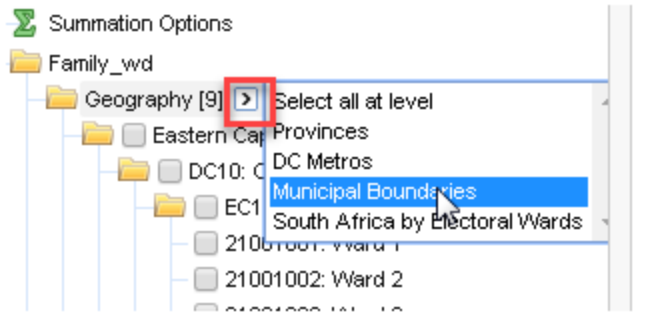 Summation Options
Family_wd
Geography [9]
Select all at level
Eastern Cap
Provinces
DC10: C
DC Metros
EC1
Municipal Boundaries
South Africa by Electoral Wards
21001001: Ward 1
21001002: Ward 2